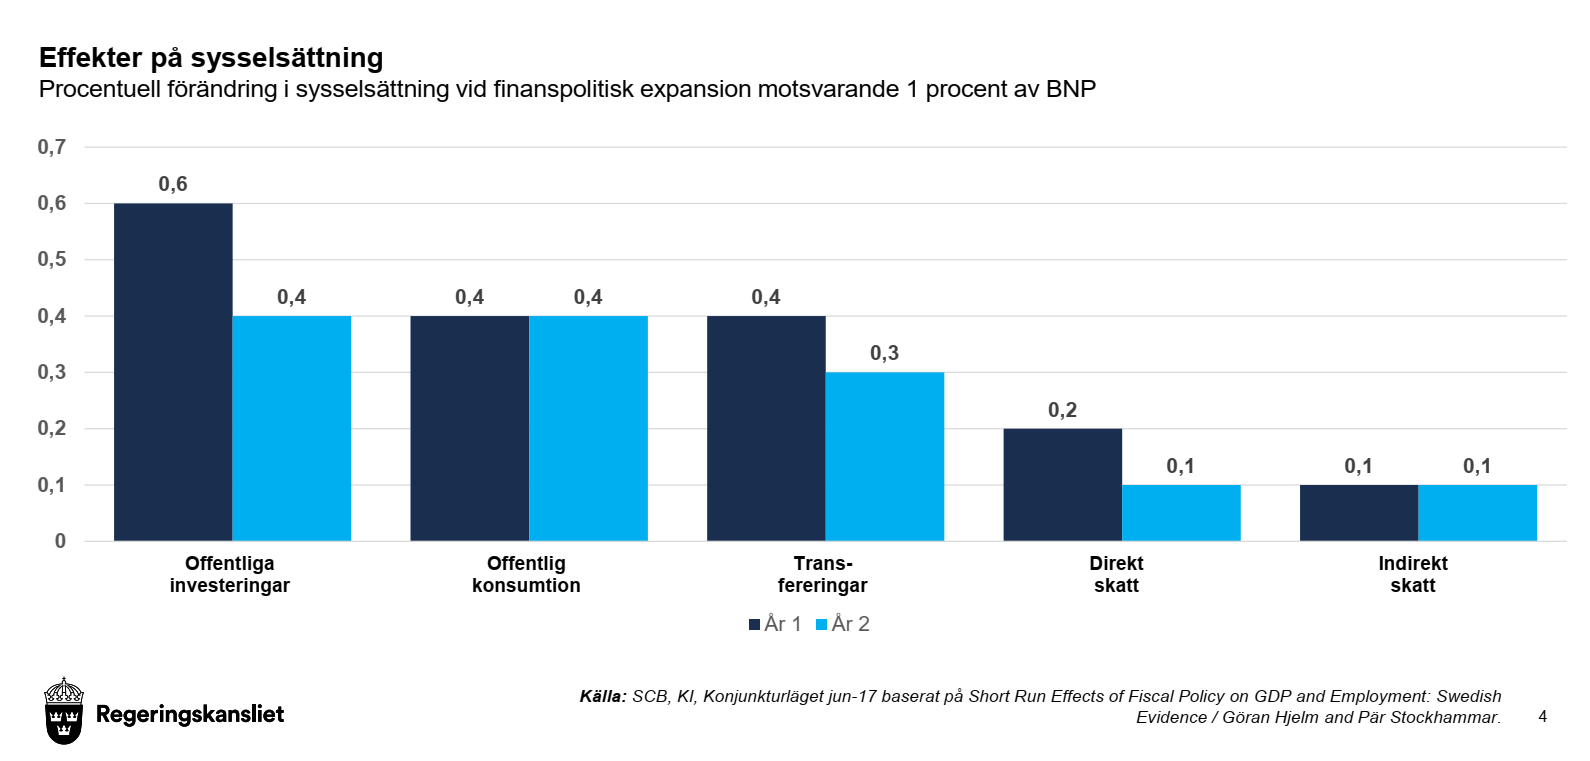 Effekter på sysselsättning
Procentuell förändring i sysselsättning vid finanspolitisk expansion motsvarande 1 procent av BNP
0,7
0,6
0,5
0,4
0,3
0,2
0,1
0
0,6
0,4
0,4
0,4
0,4
0,3
0,2
0,1
0,1
0,1
Offentliga
investeringar
Offentlig
konsumtion
Trans-
fereringar
Direkt
skatt
Indirekt
skatt
År 1
År 2
Regeringskansliet
Källa: SCB, KI, Konjunkturläget jun-17 baserat på Short Run Effects of Fiscal Policy on GDP and Employment: Swedish
Evidence / Göran Hjelm and Pär Stockhammar.
4